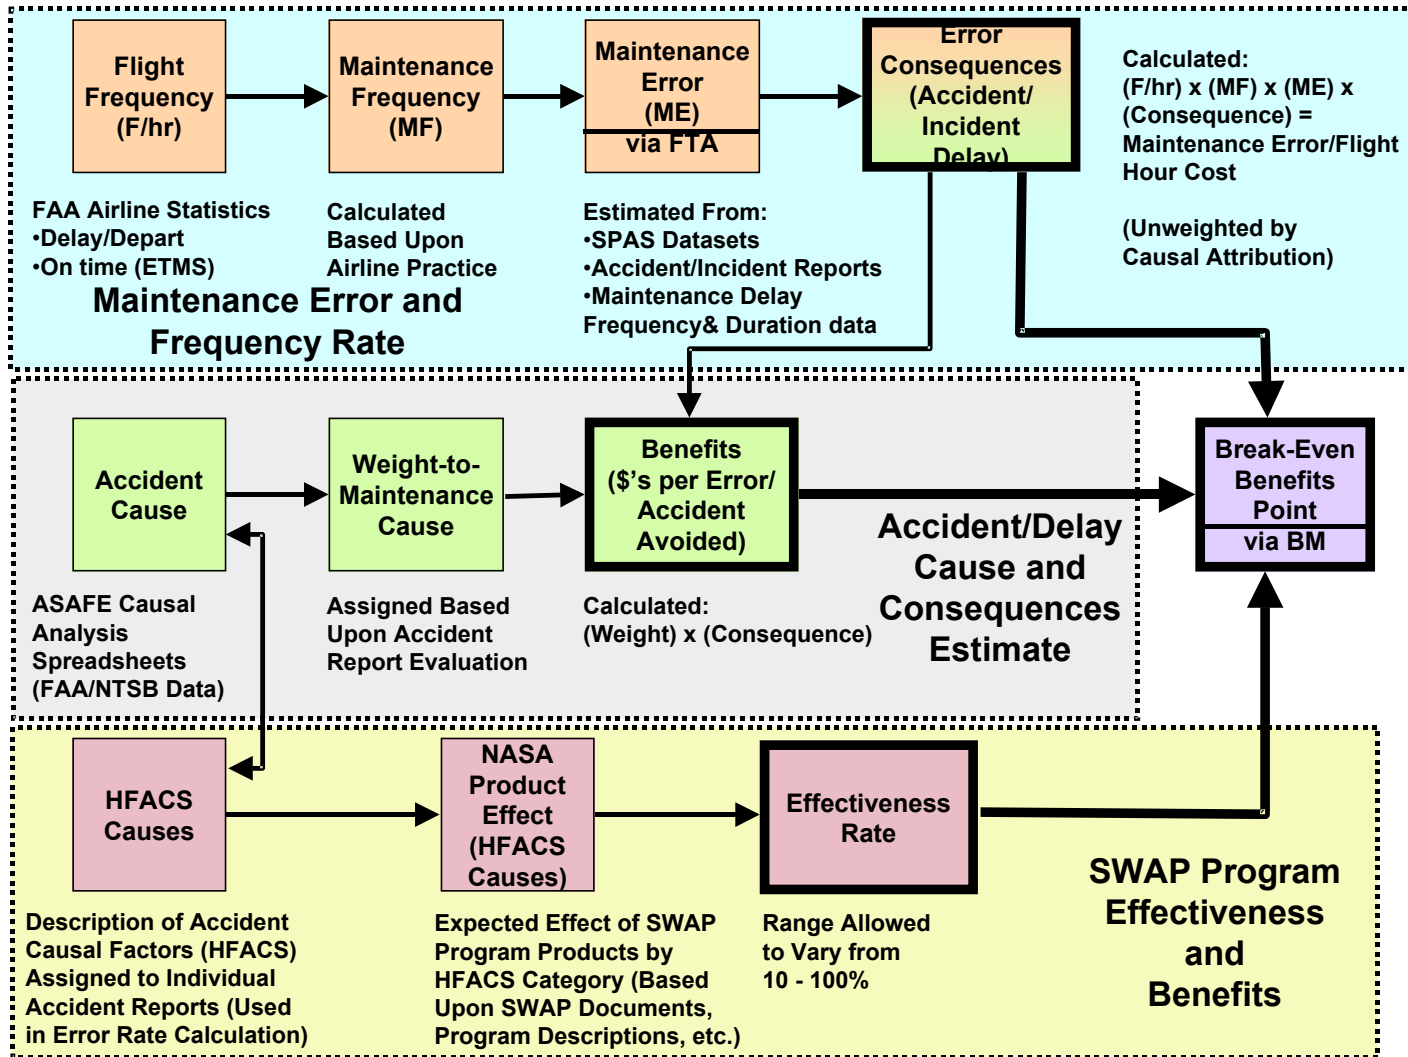 Flight
Frequency
(F/hr)
Maintenance
Frequency
(MF)
Maintenance
Error
(ME)
via FTA
Error
Consequences
(Accident/
Incident
Delay)
Calculated:
(F/hr) x (MF) x (ME) x
(Consequence) =
Maintenance Error/Flight
Hour Cost
(Unweighted by
Causal Attribution)
FAA Airline Statistics
•Delay/Depart
•On time (ETMS)
Calculated
Based Upon
Airline Practice
Estimated From:
•SPAS Datasets
•Accident/Incident Reports
•Maintenance Delay
Frequency& Duration data
Maintenance Error and
Frequency Rate
Accident
Cause
Weight-to-
Maintenance
Cause
Benefits
($'s per Error/
Accident
Avoided)
Break-Even
Benefits
Point
via BM
ASAFE Causal
Analysis
Spreadsheets
(FAA/NTSB Data)
Assigned Based
Upon Accident
Report Evaluation
Calculated:
(Weight) x (Consequence)
Accident/Delay
Cause and
Consequences
Estimate
HFACS
Causes
NASA
Product
Effect
(HFACS
Causes)
Effectiveness
Rate
Description of Accident
Causal Factors (HFACS)
Assigned to Individual
Accident Reports (Used
in Error Rate Calculation)
Expected Effect of SWAP
Program Products by
HFACS Category (Based
Upon SWAP Documents,
Program Descriptions, etc.)
Range Allowed
to Vary from
10 - 100%
SWAP Program
Effectiveness
and
Benefits